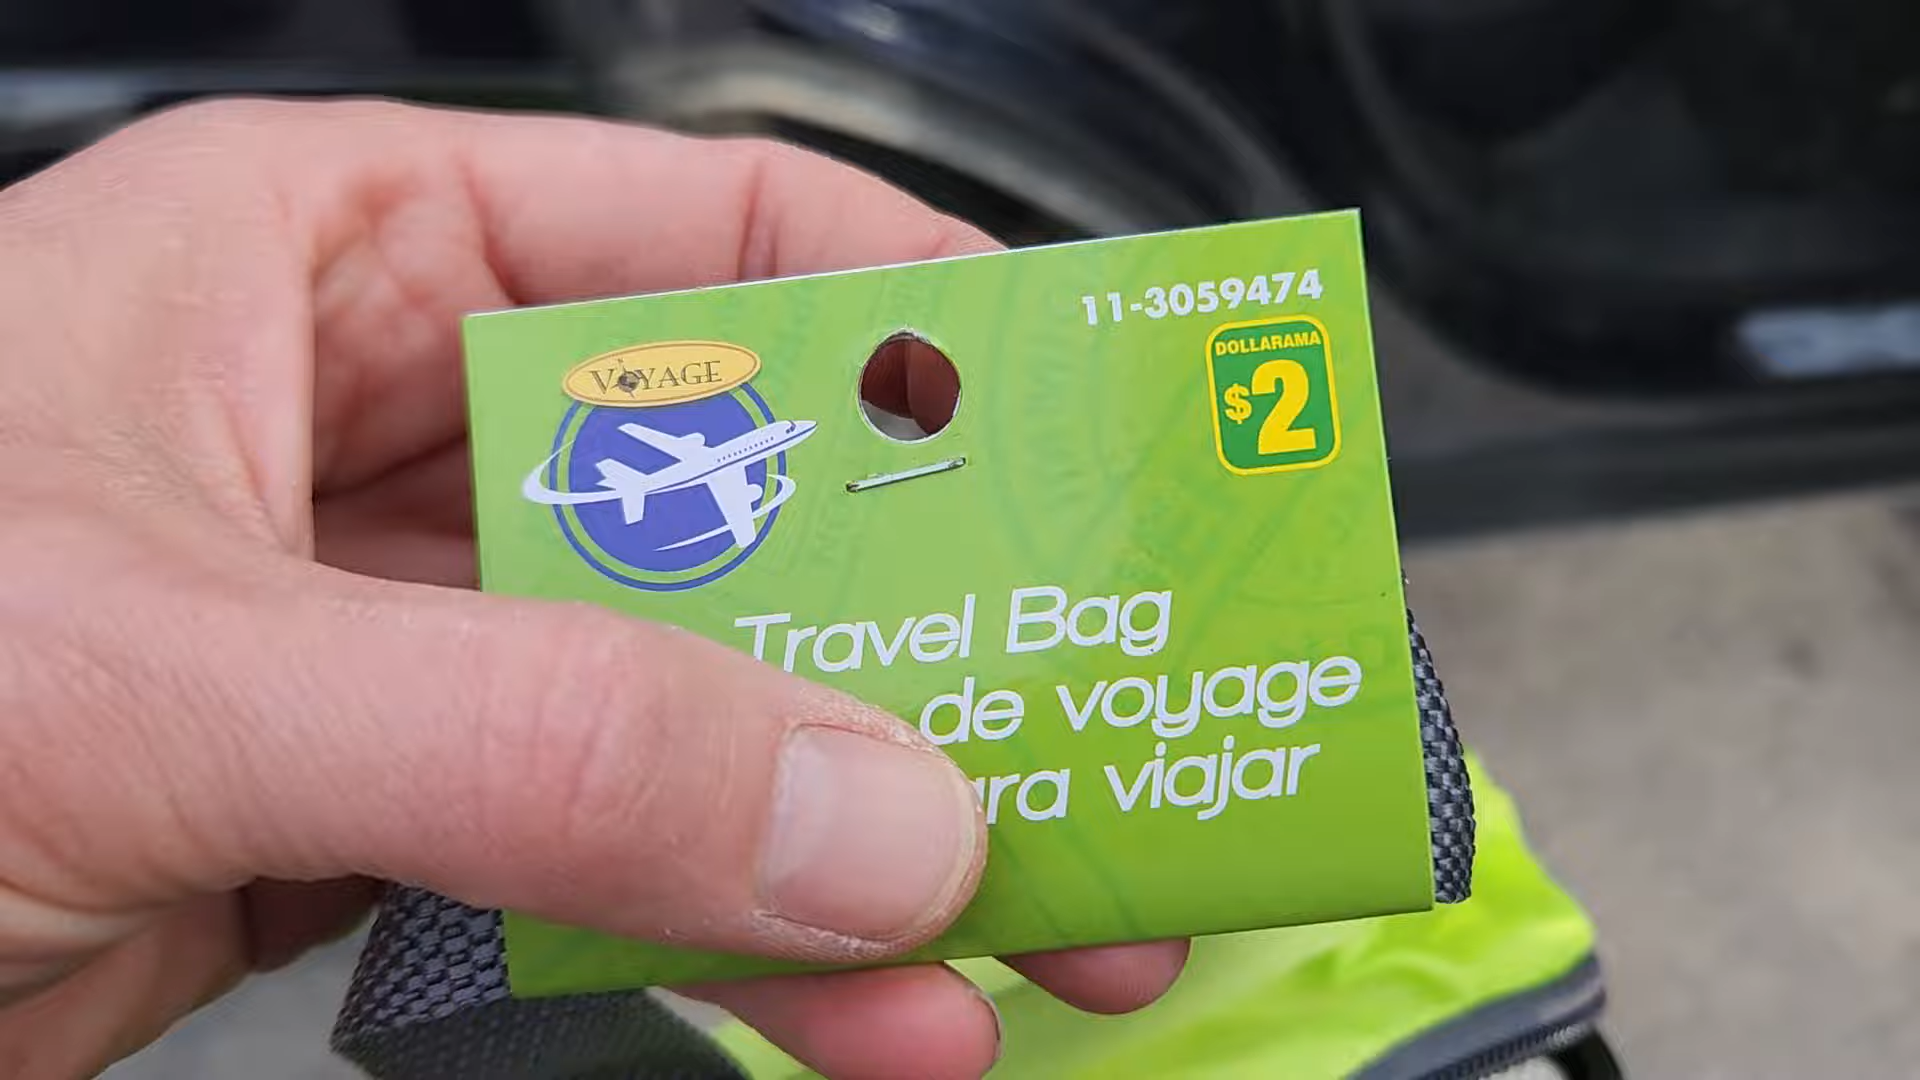 11-3059474
VOYAGE
DOLLARAMA
$2
Travel Bag
de voyage
viajar